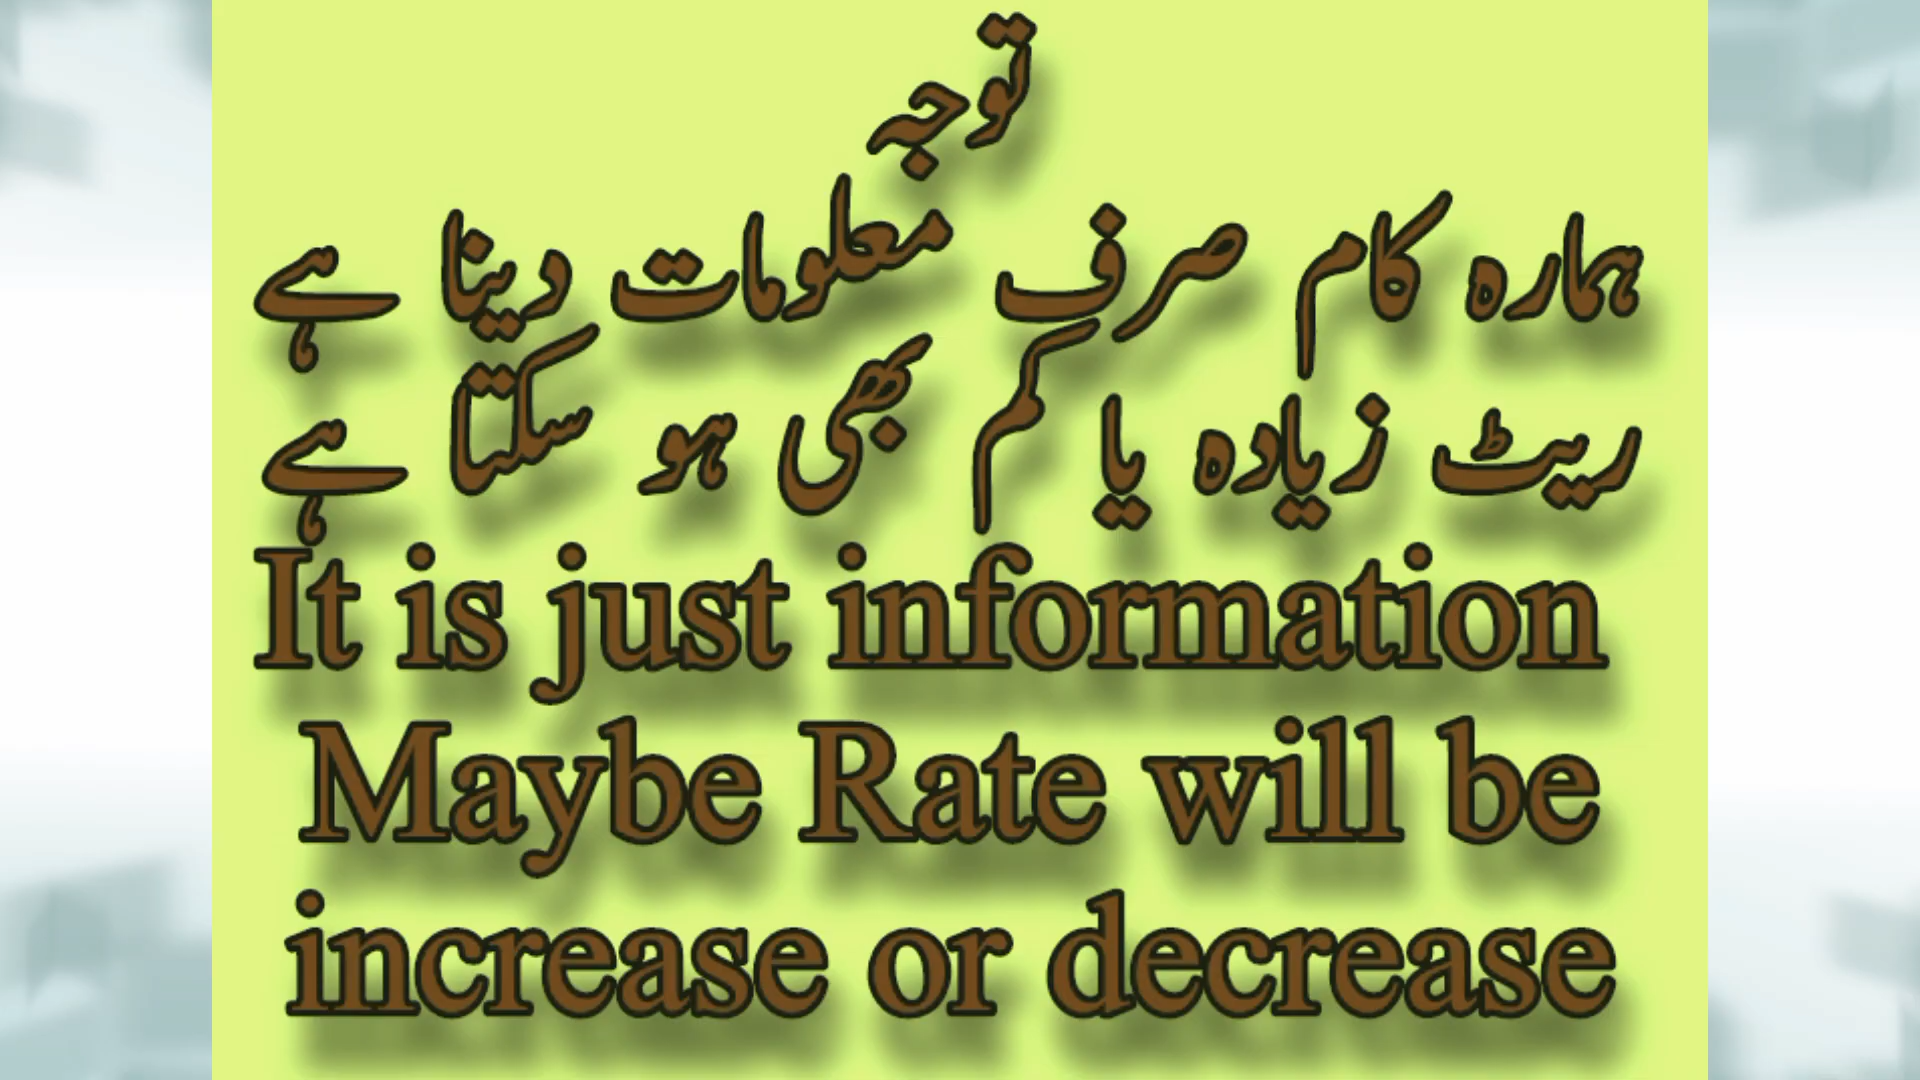 توجہ
ہمارہ کام صرف معلومات دینا ہے
ریٹ زیادہ یا کم بھی ہو سکتا ہے
It is just information
Maybe Rate will be
increase or decrease